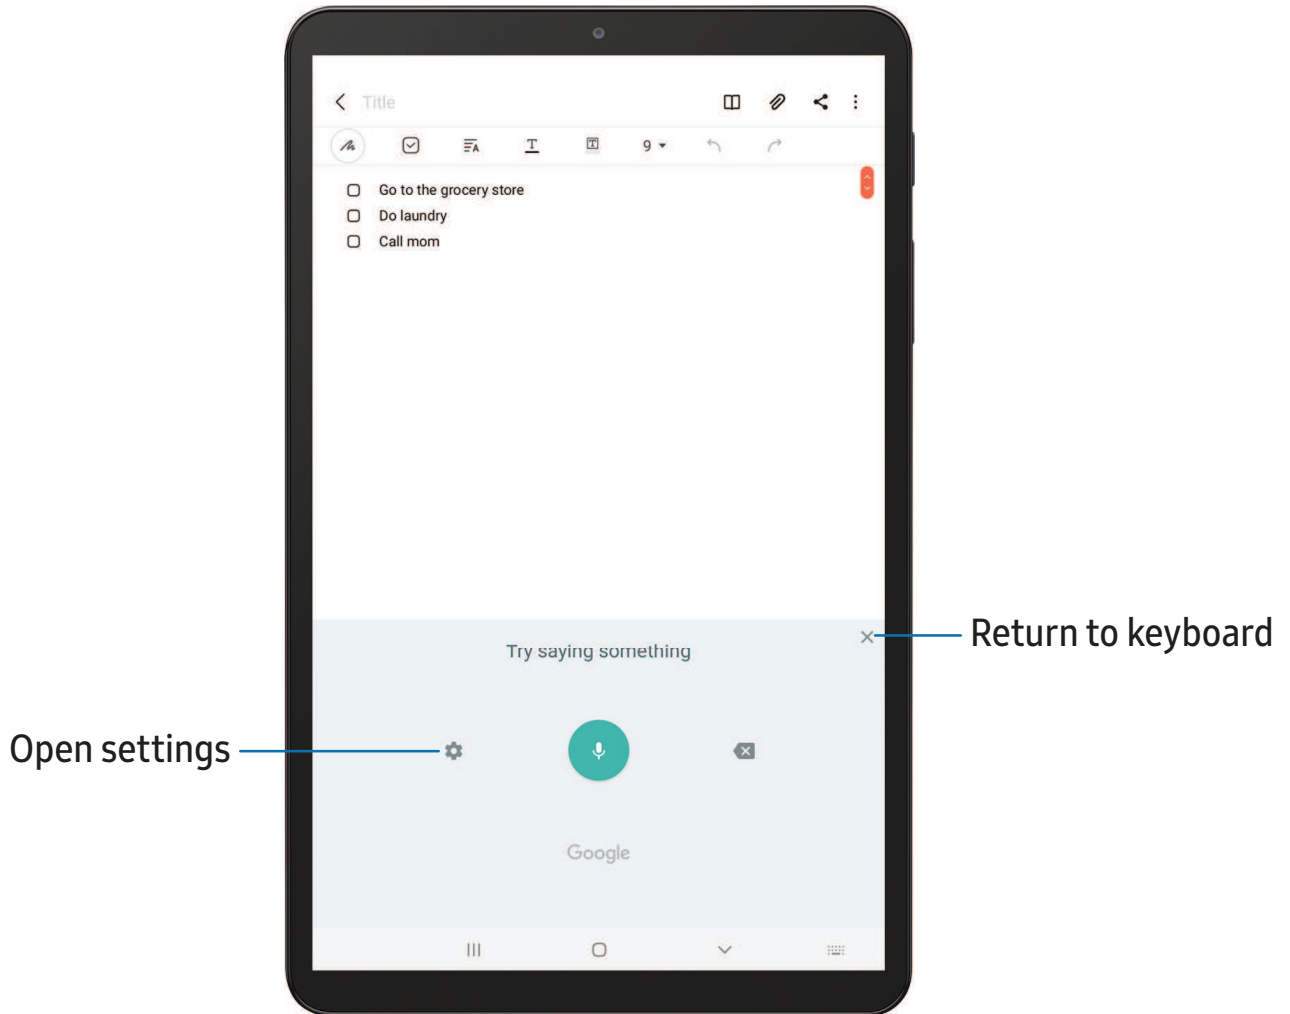 Title
9
Go to the grocery store
Do laundry
Call mom
Try saying something
Return to keyboard
Open settings
Google